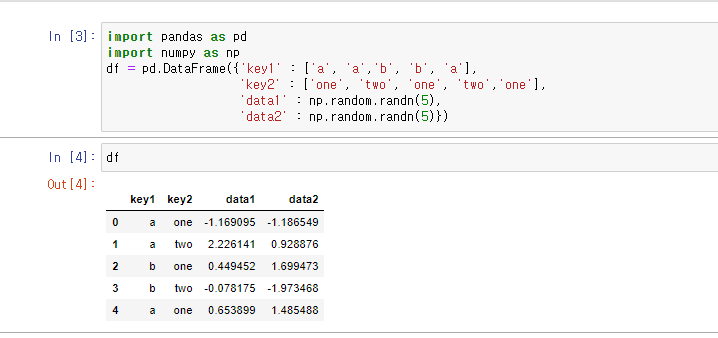 In [3]: import pandas as pd
import numpy as np
df = pd.DataFrame({'key1' : ['a', 'a','b', 'b', 'a'],
'key2' : ['one', 'two', 'one', 'two','one'],
'data1' : np.random.randn(5),
'data2' : np.random.randn(5)})
In [4]: df
Out[4]:
key1 key2 data1 data2
0 a one -1.169095 -1.186549
1 a two 2.226141 0.928876
2 b one 0.449452 1.699473
3 b two -0.078175 -1.973468
4 a one 0.653899 1.485488